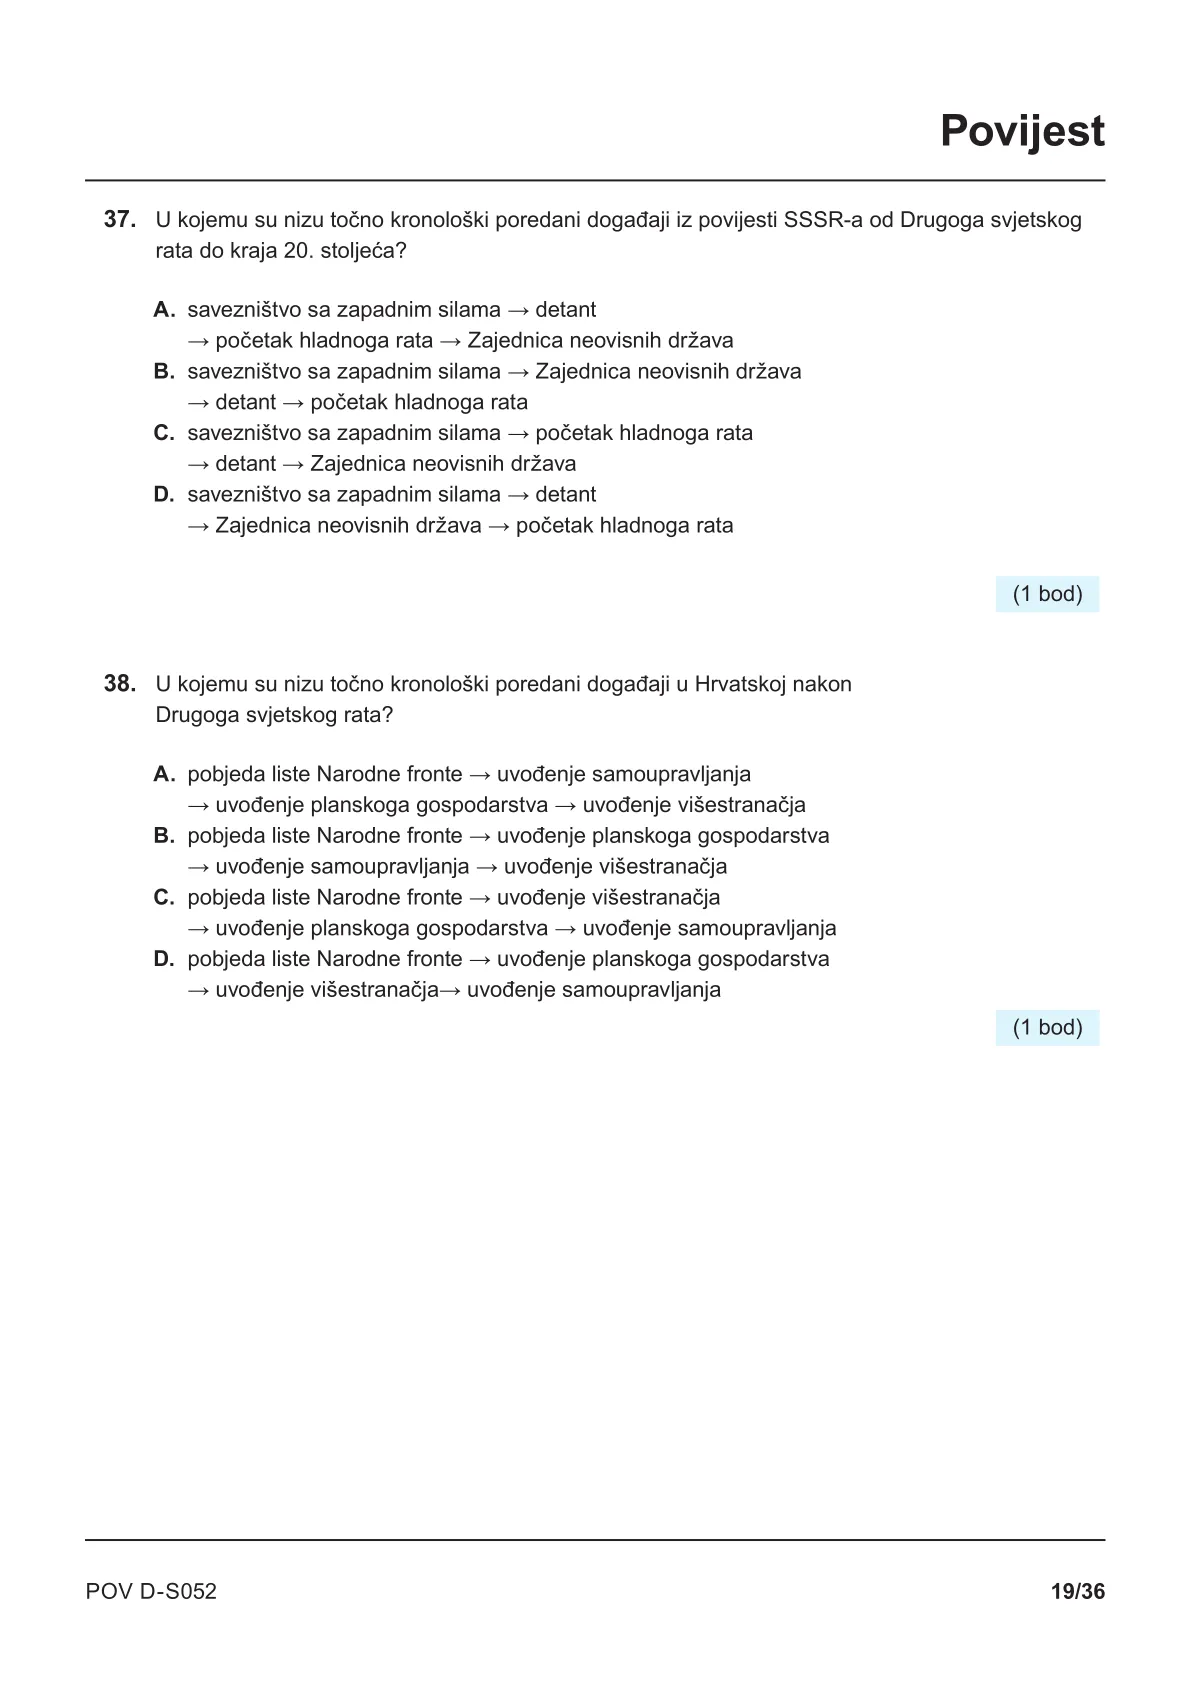 Povijest
37. U kojemu su nizu točno kronološki poredani događaji iz povijesti SSSR-a od Drugoga svjetskog
rata do kraja 20. stoljeća?
A. savezništvo sa zapadnim silama → detant
→ početak hladnoga rata → Zajednica neovisnih država
B. savezništvo sa zapadnim silama → Zajednica neovisnih država
→ detant → početak hladnoga rata
C. savezništvo sa zapadnim silama → početak hladnoga rata
→ detant → Zajednica neovisnih država
D. savezništvo sa zapadnim silama → detant
→ Zajednica neovisnih država → početak hladnoga rata
(1 bod)
38. U kojemu su nizu točno kronološki poredani događaji u Hrvatskoj nakon
Drugoga svjetskog rata?
A. pobjeda liste Narodne fronte → uvođenje samoupravljanja
→ uvođenje planskoga gospodarstva → uvođenje višestranačja
B. pobjeda liste Narodne fronte → uvođenje planskoga gospodarstva
→ uvođenje samoupravljanja → uvođenje višestranačja
C. pobjeda liste Narodne fronte → uvođenje višestranačja
→ uvođenje planskoga gospodarstva → uvođenje samoupravljanja
D. pobjeda liste Narodne fronte → uvođenje planskoga gospodarstva
→ uvođenje višestranačja→ uvođenje samoupravljanja
(1 bod)
POV D-S052
19/36